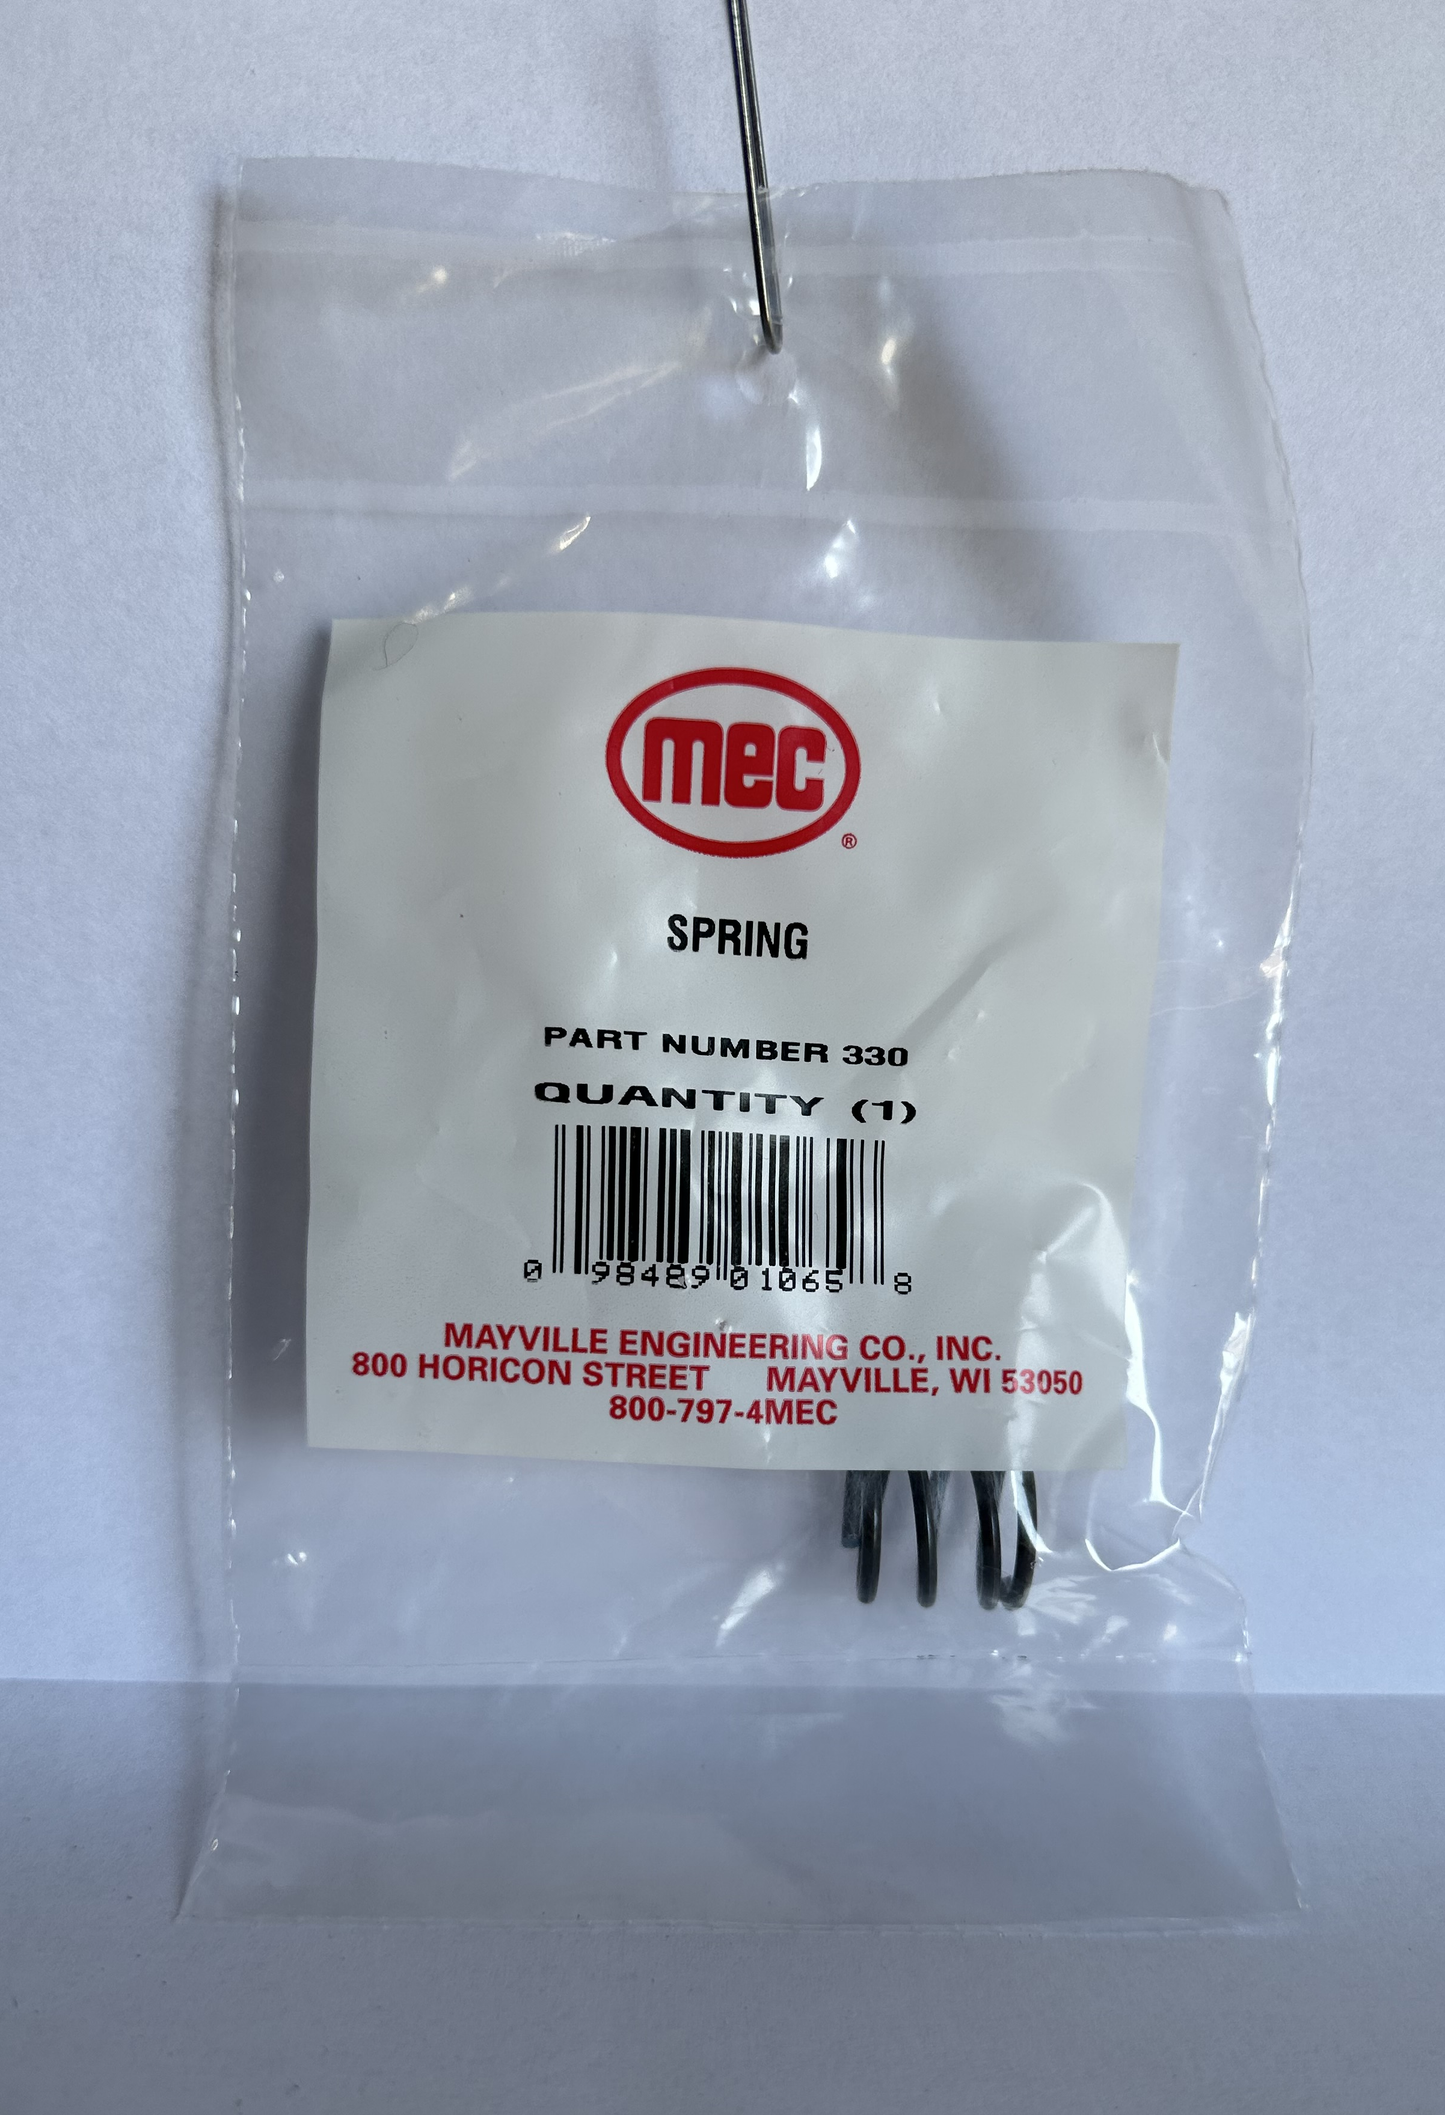 mec
®
SPRING
PART NUMBER 330
QUANTITY (1)
0 98489 01065 8
MAYVILLE ENGINEERING CO., INC.
800 HORICON STREET MAYVILLE, WI 53050
800-797-4MEC